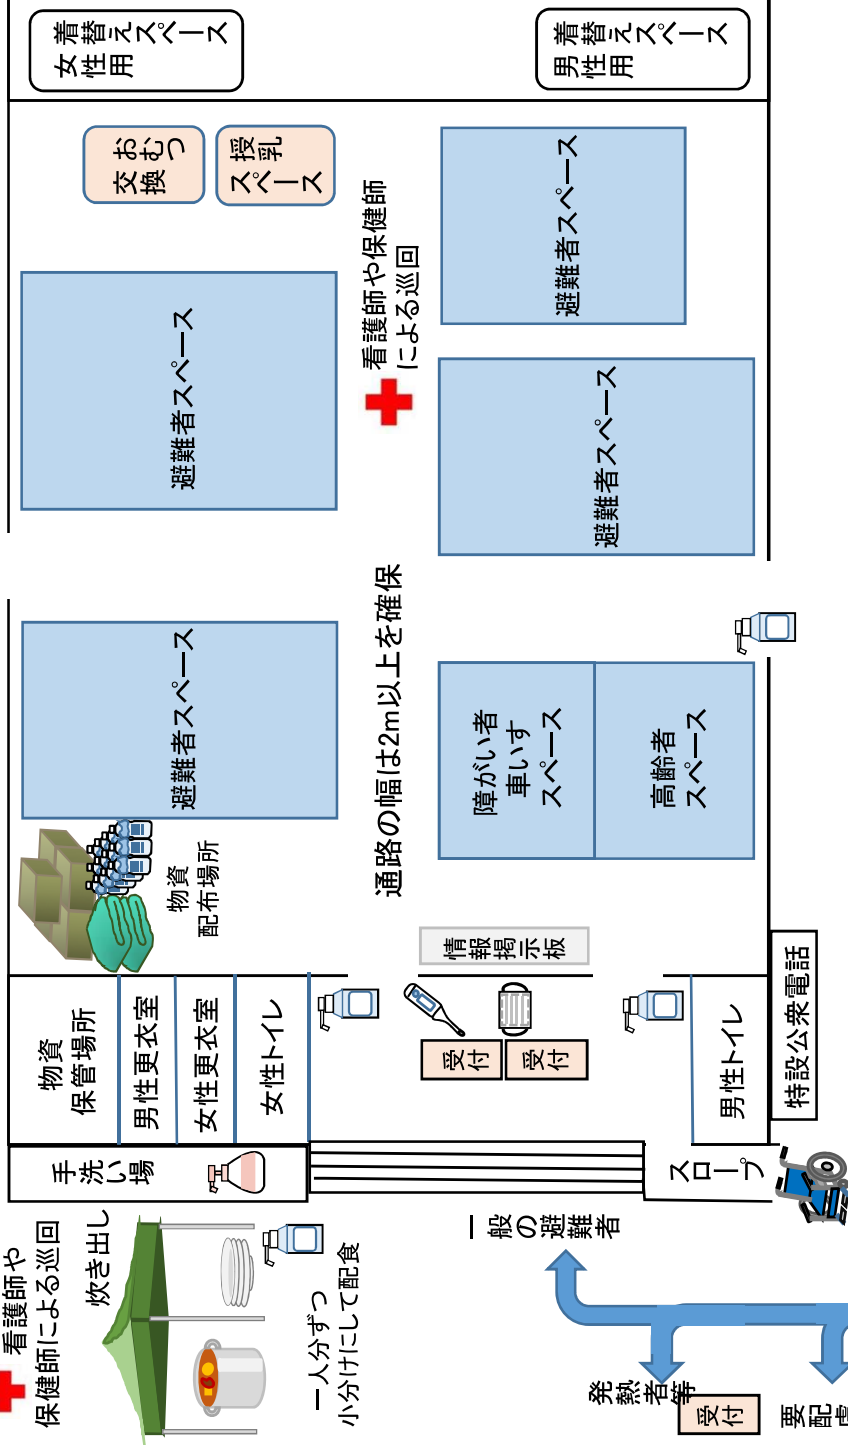 女性用
着替えスペース
男性用
着替えスペース
おむつ
交換
授乳
スペース
避難者スペース
看護師や保健師
による巡回
避難者スペース
避難者スペース
避難者スペース
通路の幅は2m以上を確保
障がい者
車いす
スペース
高齢者
スペース
物資
配布場所
情報掲示板
物資
保管場所
男性更衣室
女性更衣室
女性トイレ
受付
受付
男性トイレ
特設公衆電話
手洗い場
スロープ
看護師や
保健師による巡回
炊き出し
一人分ずつ
小分けにして配食
一般の避難者
発熱者等
受付
要配慮